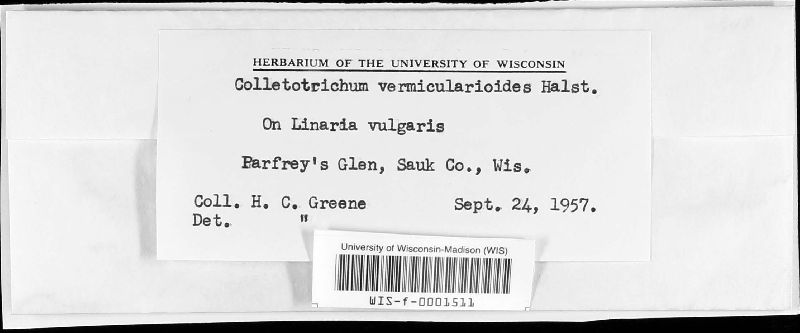 HERBARIUM OF THE UNIVERSITY OF WISCONSIN
Colletotrichum vermicularioides Halst.
On Linaria vulgaris
Parfrey's Glen, Sauk Co., Wis.
Coll. H. C. Greene Sept. 24, 1957.
Det. "
University of Wisconsin-Madison (WIS)
WIS-f-0001511